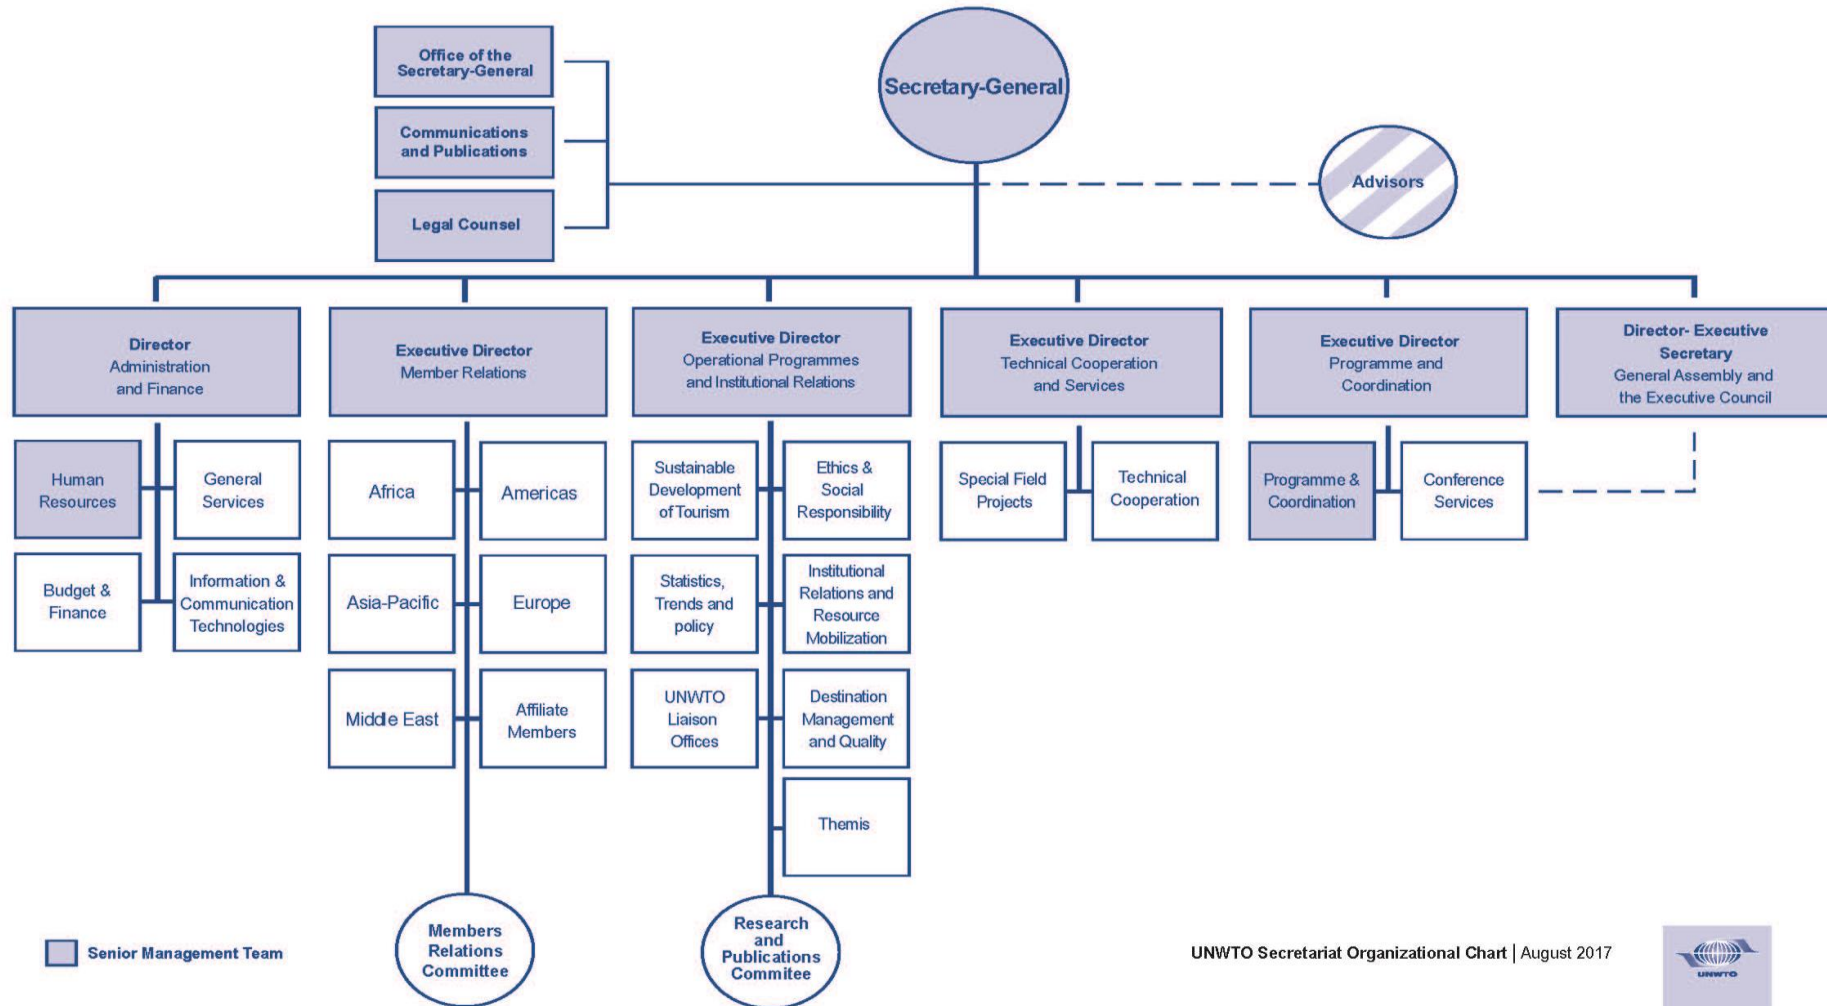 Office of the
Secretary-General
Secretary-General
Communications
and Publications
Advisors
Legal Counsel
Director
Administration
and Finance
Executive Director
Member Relations
Executive Director
Operational Programmes
and Institutional Relations
Executive Director
Technical Cooperation
and Services
Executive Director
Programme and
Coordination
Director- Executive
Secretary
General Assembly and
the Executive Council
Human
Resources
General
Services
Africa
Americas
Sustainable
Development
of Tourism
Ethics &
Social
Responsibility
Special Field
Projects
Technical
Cooperation
Programme &
Coordination
Conference
Services
Budget &
Finance
Information &
Communication
Technologies
Asia-Pacific
Europe
Statistics,
Trends and
policy
Institutional
Relations and
Resource
Mobilization
Middle East
Affiliate
Members
UNWTO
Liaison
Offices
Destination
Management
and Quality
Themis
Members
Relations
Committee
Research
and
Publications
Commitee
Senior Management Team
UNWTO Secretariat Organizational Chart | August 2017
UNWTO